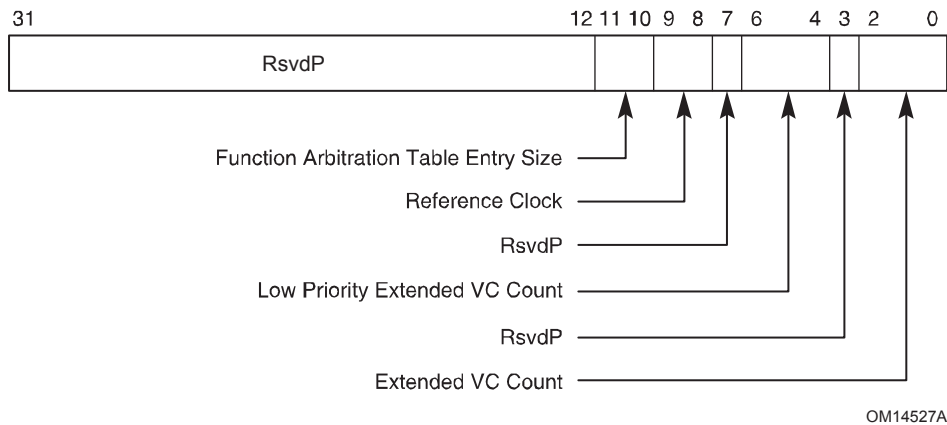 31 12 11 10 9 8 7 6 4 3 2 0
RsvdP
Function Arbitration Table Entry Size
Reference Clock
RsvdP
Low Priority Extended VC Count
RsvdP
Extended VC Count
OM14527A